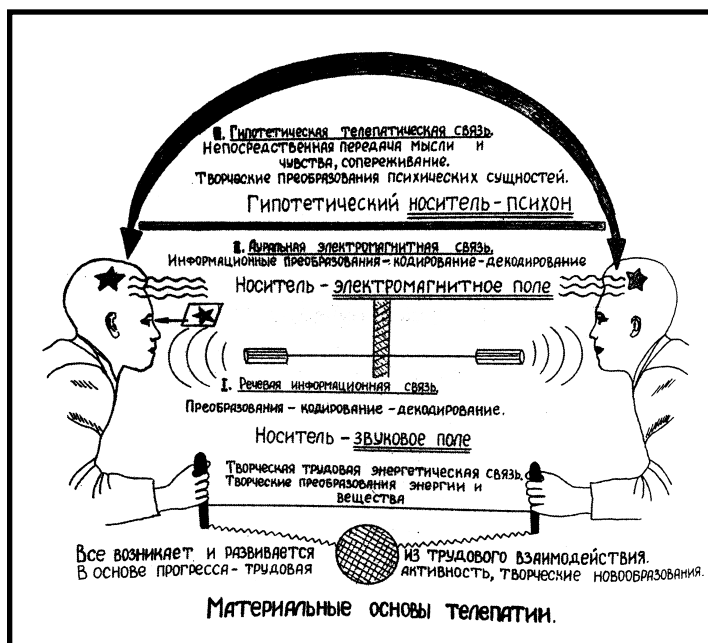 III. Гипотетическая телепатическая связь.
Непосредственная передача мысли и
чувства, сопереживание.
Творческие преобразования психических сущностей.
Гипотетический носитель - психон
II. Ауральная электромагнитная связь.
Информационные преобразования - кодирование - декодирование
Носитель - электромагнитное поле
I. Речевая информационная связь.
Преобразования - кодирование - декодирование.
Носитель - звуковое поле
Творческая трудовая энергетическая связь.
Творческие преобразования энергии и
вещества
Все возникает и развивается из трудового взаимодействия.
В основе прогресса - трудовая активность, творческие новообразования.
Материальные основы телепатии.